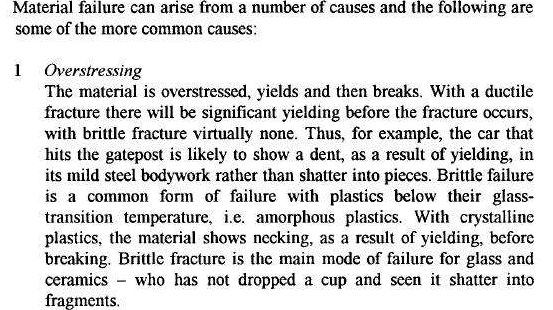 Material failure can arise from a number of causes and the following are
some of the more common causes:
1 Overstressing
The material is overstressed, yields and then breaks. With a ductile
fracture there will be significant yielding before the fracture occurs,
with brittle fracture virtually none. Thus, for example, the car that
hits the gatepost is likely to show a dent, as a result of yielding, in
its mild steel bodywork rather than shatter into pieces. Brittle failure
is a common form of failure with plastics below their glass-
transition temperature, i.e. amorphous plastics. With crystalline
plastics, the material shows necking, as a result of yielding, before
breaking. Brittle fracture is the main mode of failure for glass and
ceramics – who has not dropped a cup and seen it shatter into
fragments.